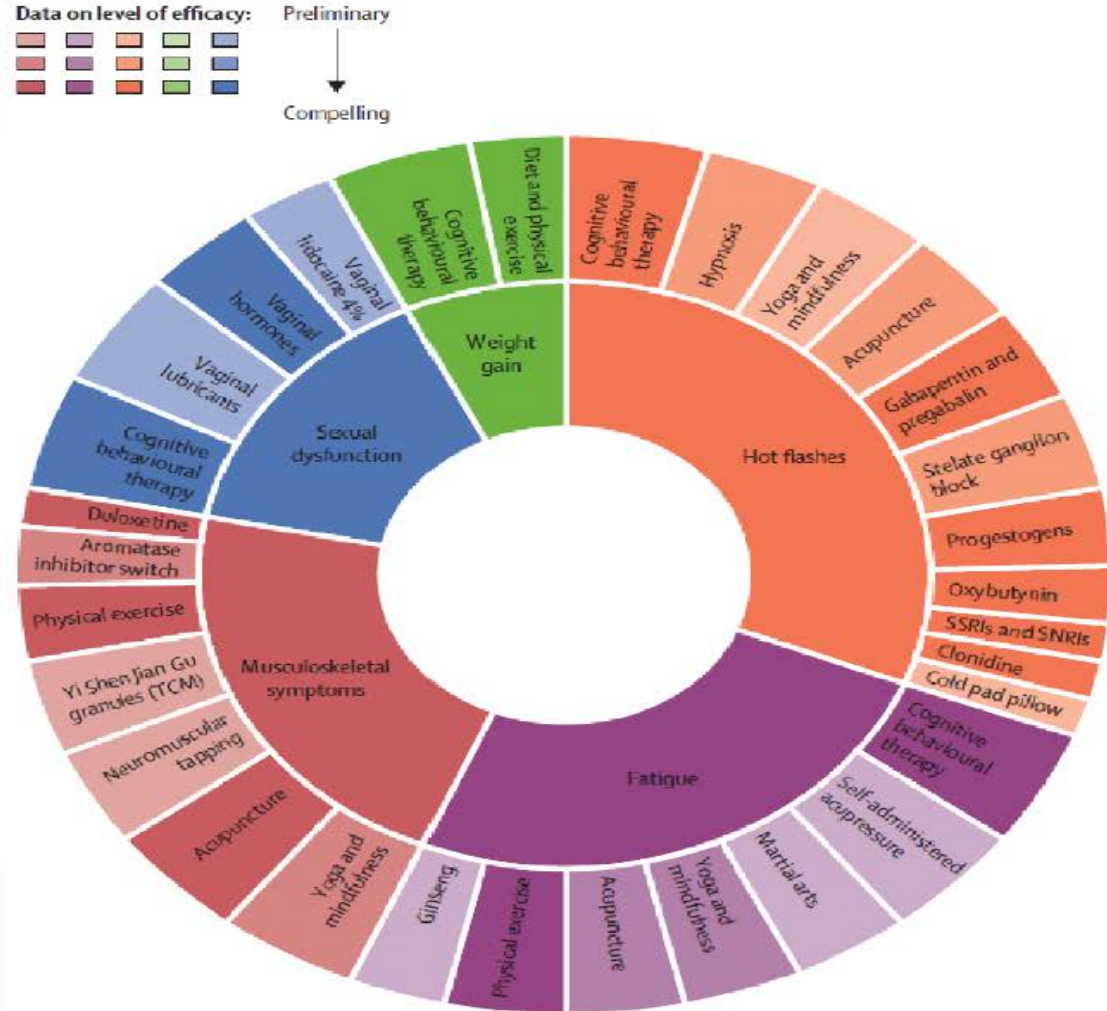 Data on level of efficacy:
Preliminary
Compelling
Diet and physical
exercise
Cognitive
behavioural
therapy
Hypnosis
Yoga and
mindfulness
Acupuncture
Gabapentin and
pregabalin
Stelate ganglion
block
Progestogens
Oxybutynin
SSRIs and SNRIs
Clonidine
Cold pad pillow
Cognitive
behavioural
therapy
Self-administered
acupressure
Martial arts
Yoga and
mindfulness
Acupuncture
Physical exercise
Ginseng
Yoga and
mindfulness
Acupuncture
Neuromuscular
tapping
Yi Shen Jian Gu
granules (TCM)
Physical exercise
Aromatase
inhibitor switch
Duloxetine
Cognitive
behavioural
therapy
Vaginal
lubricants
Vaginal
hormones
Vaginal
lidocaine 4%
Cognitive
behavioural
therapy
Weight
gain
Hot flashes
Fatigue
Musculoskeletal
symptoms
Sexual
dysfunction